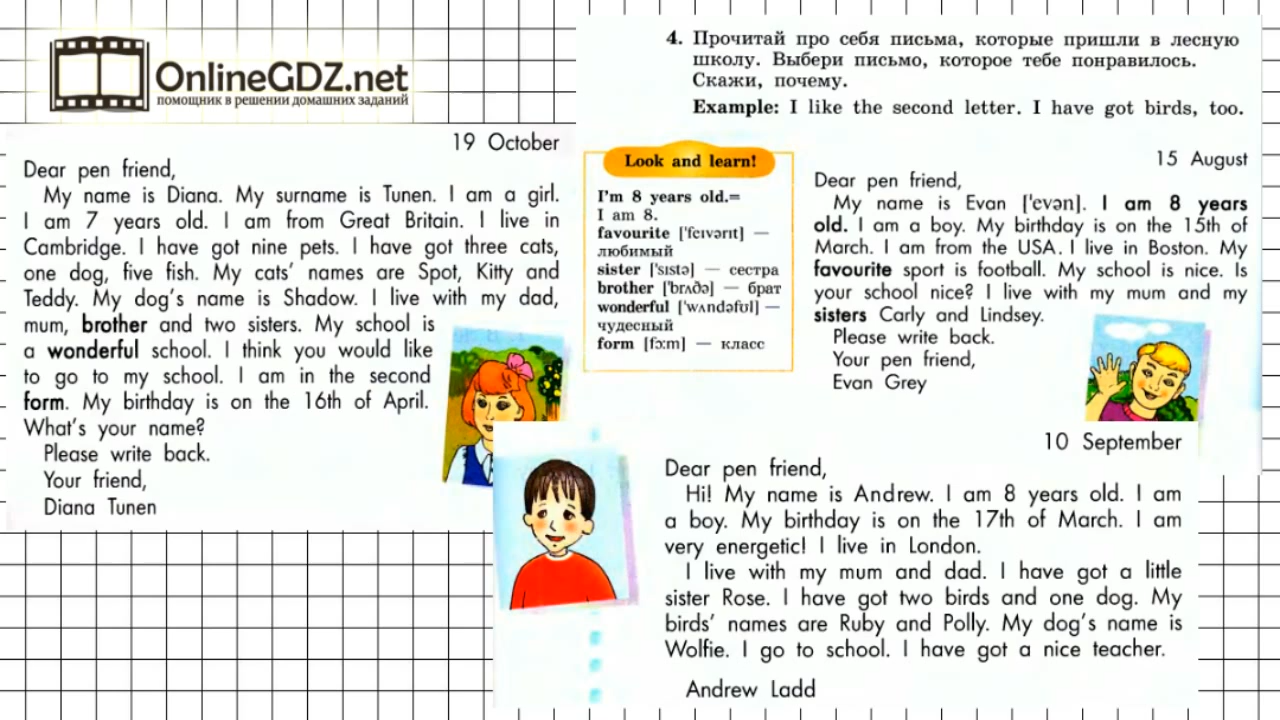 OnlineGDZ.net
помощник в решении домашних заданий
4. Прочитай про себя письма, которые пришли в лесную
школу. Выбери письмо, которое тебе понравилось.
Скажи, почему.
Example: I like the second letter. I have got birds, too.
19 October
Dear pen friend,
My name is Diana. My surname is Tunen. I am a girl.
I am 7 years old. I am from Great Britain. I live in
Cambridge. I have got nine pets. I have got three cats,
one dog, five fish. My cats’ names are Spot, Kitty and
Teddy. My dog’s name is Shadow. I live with my dad,
mum, brother and two sisters. My school is
a wonderful school. I think you would like
to go to my school. I am in the second
form. My birthday is on the 16th of April.
What’s your name?
Please write back.
Your friend,
Diana Tunen
Look and learn!
I’m 8 years old.=
I am 8.
favourite [ˈfeɪvərɪt] —
любимый
sister [ˈsɪstə] — сестра
brother [ˈbrʌðə] — брат
wonderful [ˈwʌndəfʊl] —
чудесный
form [fɔ:m] — класс
15 August
Dear pen friend,
My name is Evan [ˈevən]. I am 8 years
old. I am a boy. My birthday is on the 15th of
March. I am from the USA. I live in Boston. My
favourite sport is football. My school is nice. Is
your school nice? I live with my mum and my
sisters Carly and Lindsey.
Please write back.
Your pen friend,
Evan Grey
10 September
Dear pen friend,
Hi! My name is Andrew. I am 8 years old. I am
a boy. My birthday is on the 17th of March. I am
very energetic! I live in London.
I live with my mum and dad. I have got a little
sister Rose. I have got two birds and one dog. My
birds’ names are Ruby and Polly. My dog’s name is
Wolfie. I go to school. I have got a nice teacher.
Andrew Ladd